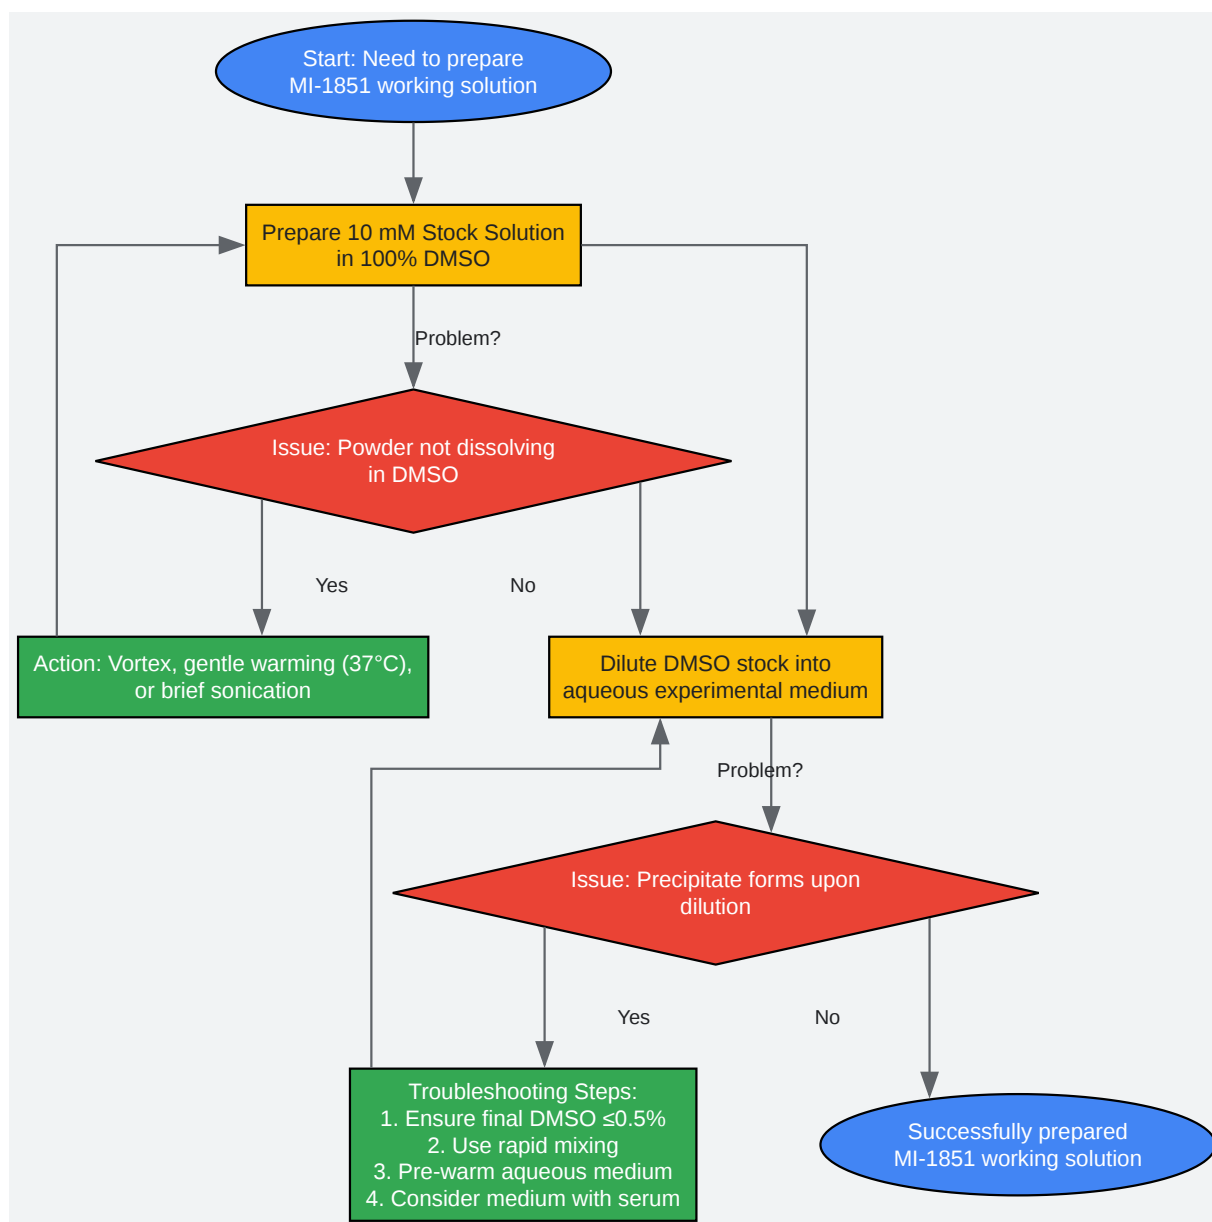 Start: Need to prepare
MI-1851 working solution
Prepare 10 mM Stock Solution
in 100% DMSO
Problem?
Issue: Powder not dissolving
in DMSO
Yes
No
Action: Vortex, gentle warming (37°C),
or brief sonication
Dilute DMSO stock into
aqueous experimental medium
Problem?
Issue: Precipitate forms upon
dilution
Yes
No
Troubleshooting Steps:
1. Ensure final DMSO ≤0.5%
2. Use rapid mixing
3. Pre-warm aqueous medium
4. Consider medium with serum
Successfully prepared
MI-1851 working solution